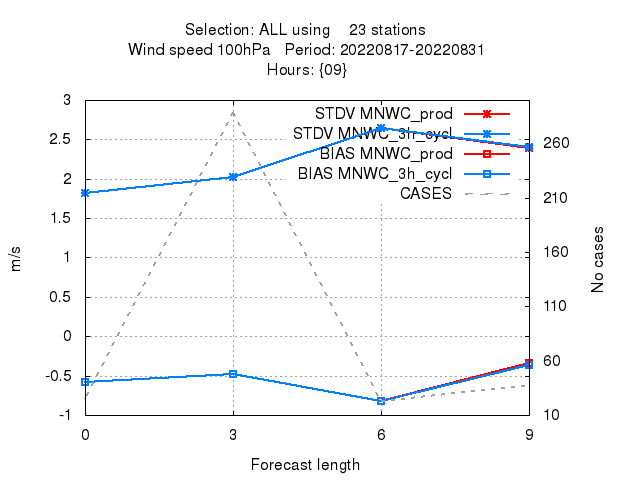 Selection: ALL using    23 stations
Wind speed 100hPa   Period: 20220817-20220831
Hours: {09}
STDV MNWC_prod
STDV MNWC_3h_cycl
BIAS MNWC_prod
BIAS MNWC_3h_cycl
CASES
3
2.5
2
1.5
1
0.5
0
-0.5
-1
m/s
260
210
160
110
60
10
No cases
0 3 6 9
Forecast length